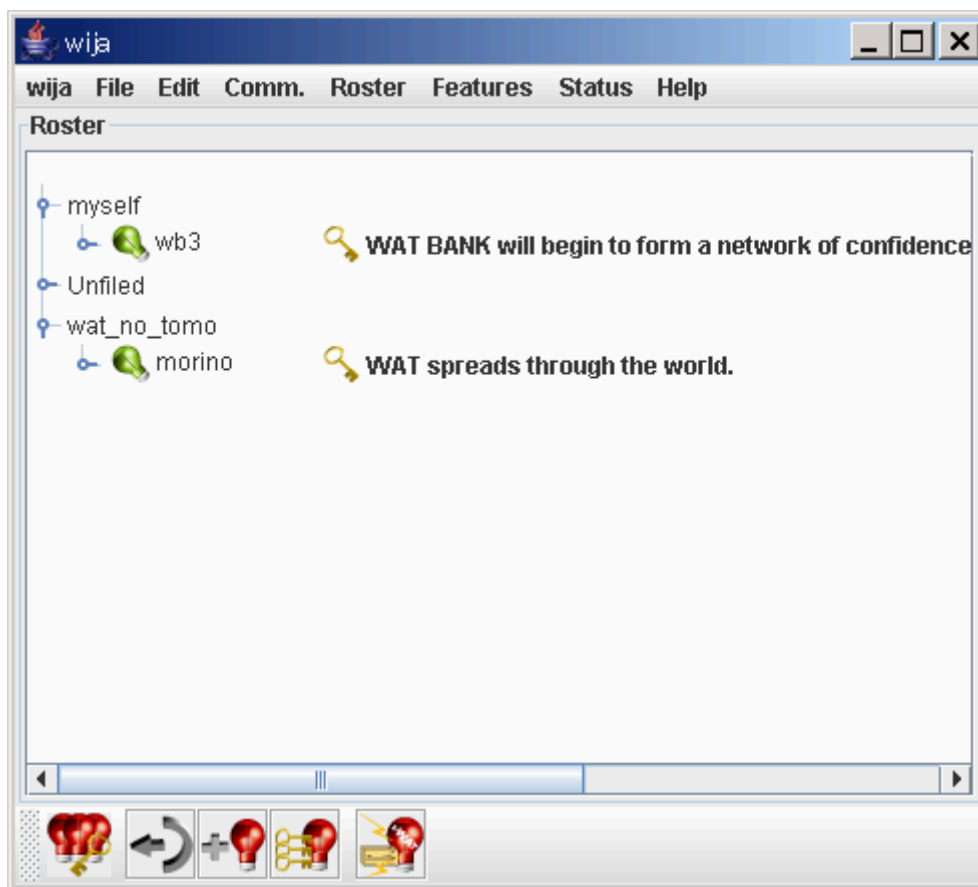 wija
wija File Edit Comm. Roster Features Status Help
Roster
myself
wb3 WAT BANK will begin to form a network of confidence
Unfiled
wat_no_tomo
morino WAT spreads through the world.
WAT